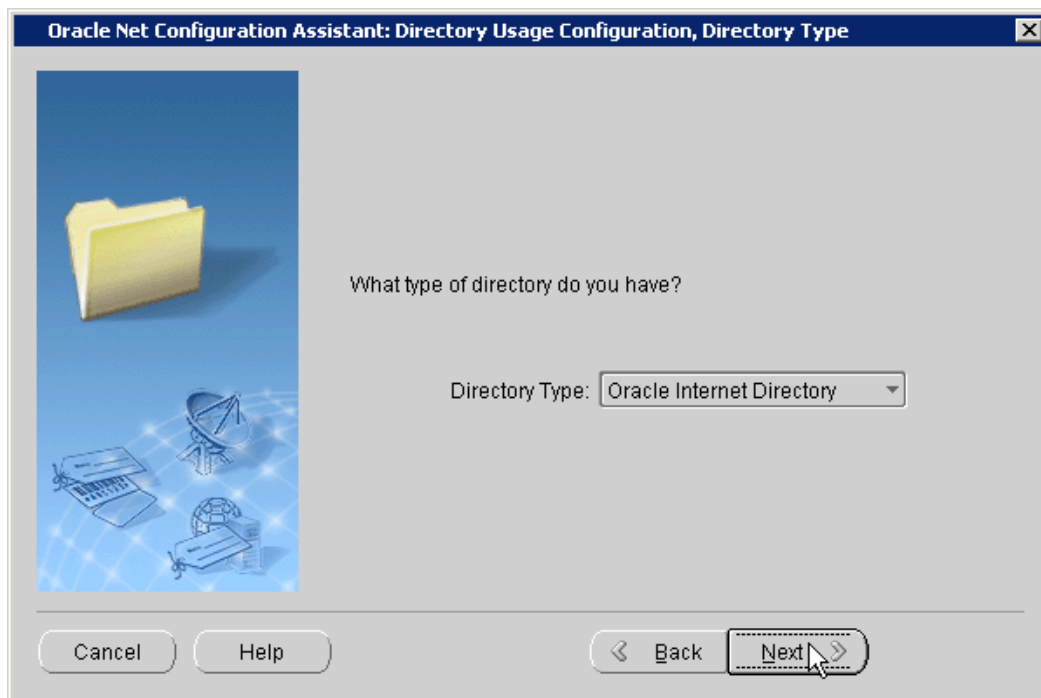 Oracle Net Configuration Assistant: Directory Usage Configuration, Directory Type
What type of directory do you have?
Directory Type: Oracle Internet Directory
Cancel Help Back Next